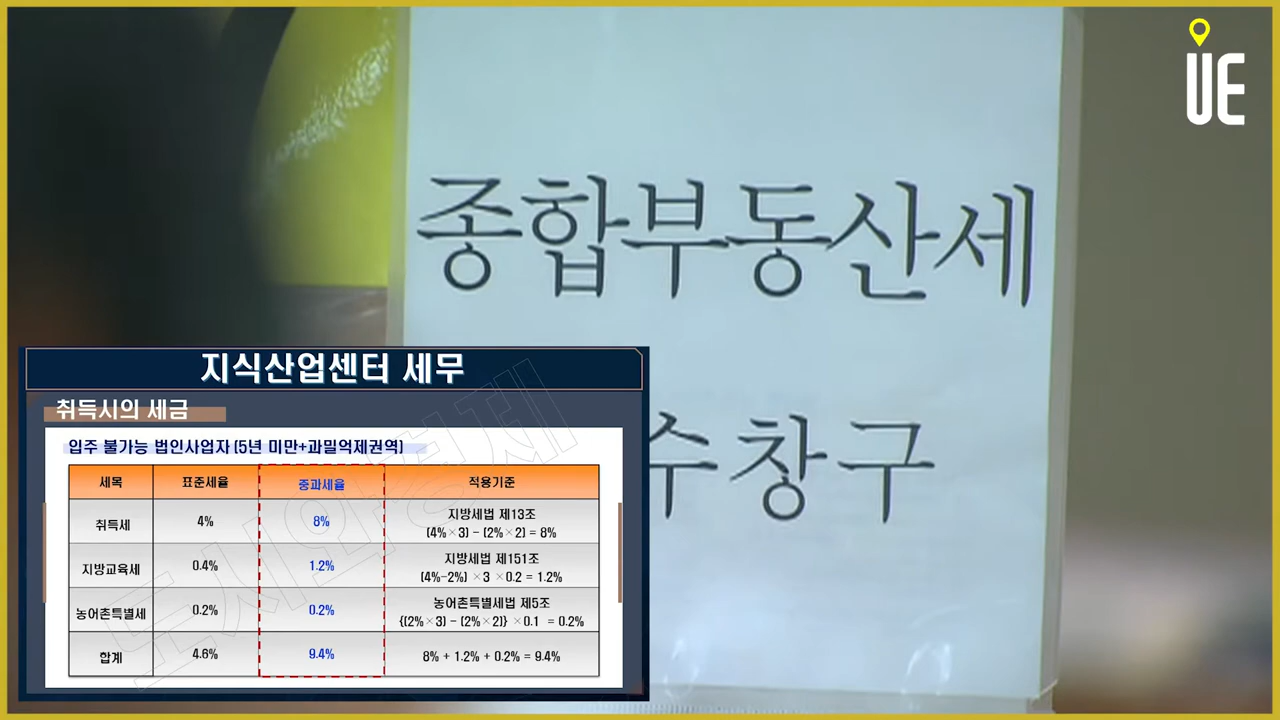 UE
종합부동산세
수창구
지식산업센터 세무
취득시의 세금
입주 불가능 법인사업자 (5년 미만+과밀억제권역)
세목 표준세율 중과세율 적용기준
취득세 4% 8% 지방세법 제13조
(4%×3) - (2%×2) = 8%
지방교육세 0.4% 1.2% 지방세법 제151조
(4%-2%) ×3 ×0.2 = 1.2%
농어촌특별세 0.2% 0.2% 농어촌특별세법 제5조
{(2%×3) - (2%×2)} ×0.1 = 0.2%
합계 4.6% 9.4% 8% + 1.2% + 0.2% = 9.4%
도시와경제